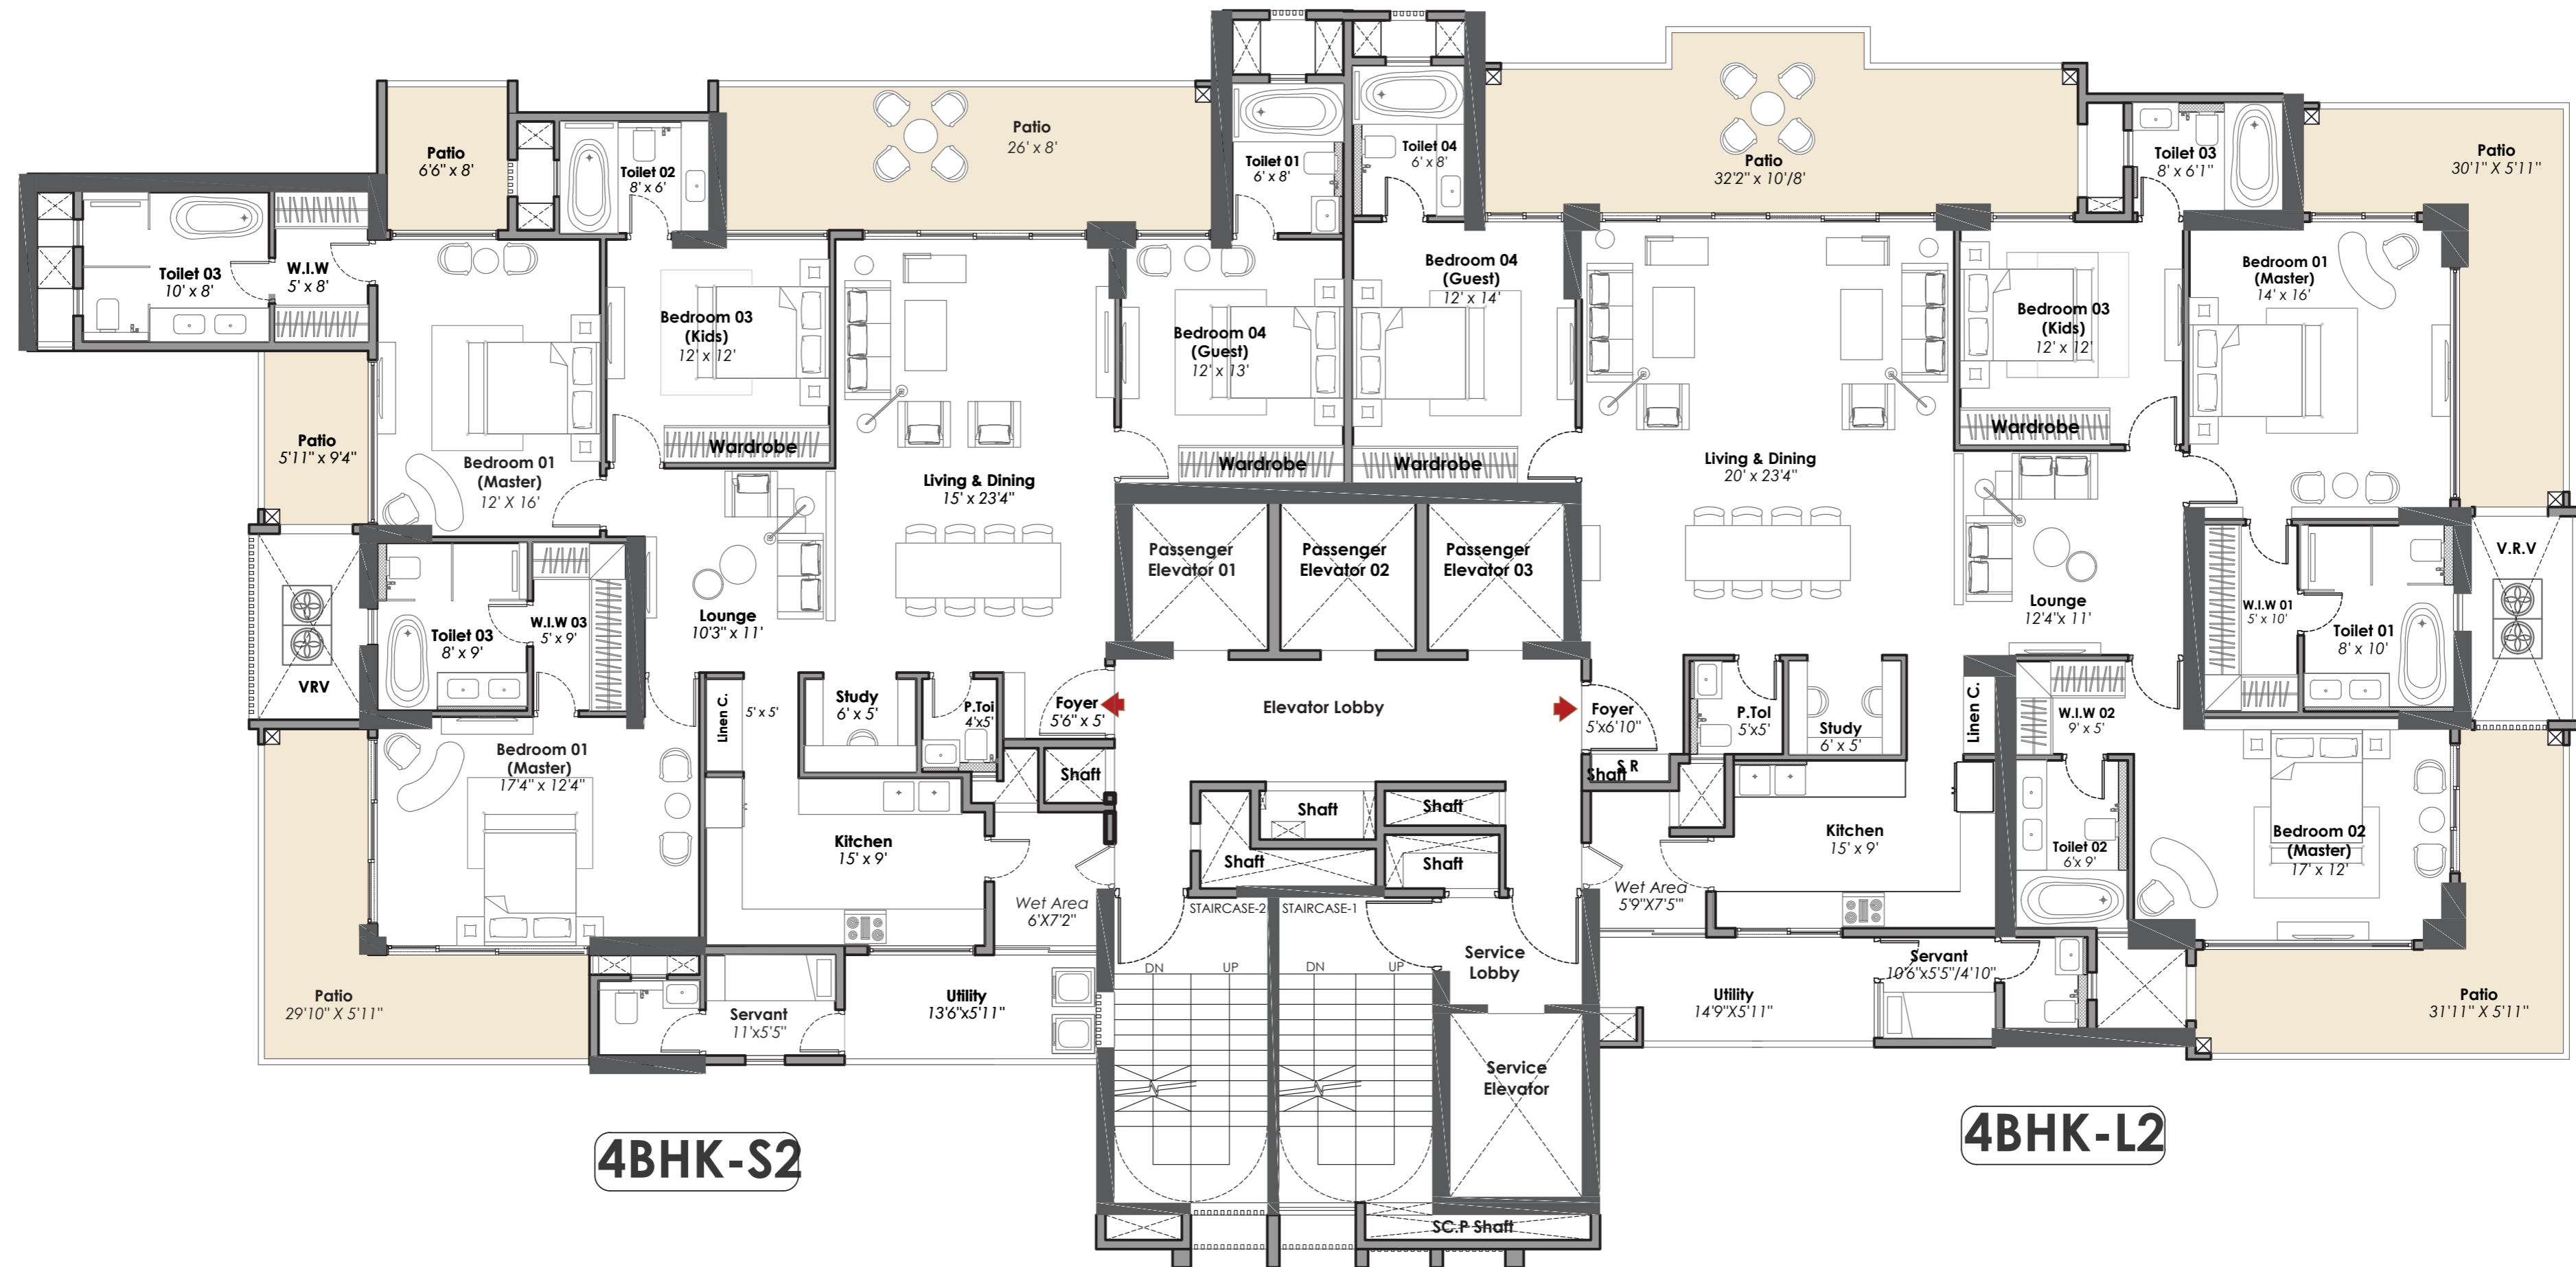 Patio
6'6" x 8'
Toilet 02
8' x 6'
Patio
26' x 8'
Toilet 01
6' x 8'
Toilet 04
6' x 8'
Patio
32'2" x 10'/8'
Toilet 03
8' x 6'1"
Patio
30'1" X 5'11"
Toilet 03
10' x 8'
W.I.W
5' x 8'
Bedroom 03
(Kids)
12' x 12'
Bedroom 04
(Guest)
12' x 13'
Bedroom 04
(Guest)
12' x 14'
Bedroom 03
(Kids)
12' x 12'
Bedroom 01
(Master)
14' x 16'
Patio
5'11" x 9'4"
Bedroom 01
(Master)
12' X 16'
Wardrobe
Living & Dining
15' x 23'4"
Wardrobe
Wardrobe
Living & Dining
20' x 23'4"
Wardrobe
Passenger
Elevator 01
Passenger
Elevator 02
Passenger
Elevator 03
V.R.V
Toilet 03
8' x 9'
W.I.W 03
5' x 9'
Lounge
10'3" x 11'
Lounge
12'4"x 11'
W.I.W 01
5' x 10'
Toilet 01
8' x 10'
VRV
Linen C.
5' x 5'
Study
6' x 5'
P.Toi
4'x5'
Foyer
5'6" x 5'
Elevator Lobby
Foyer
5'x6'10"
P.Tol
5'x5'
Study
6' x 5'
Linen C.
W.I.W 02
9' x 5'
Bedroom 01
(Master)
17'4" x 12'4"
Shaft
Shaft
S R
Shaft
Shaft
Shaft
Shaft
Kitchen
15' x 9'
Kitchen
15' x 9'
Toilet 02
6'x 9'
Bedroom 02
(Master)
17' x 12'
Wet Area
6'X7'2"
STAIRCASE-2
STAIRCASE-1
Wet Area
5'9"X7'5"'
DN
UP
DN
UP
Service
Lobby
Patio
29'10" X 5'11"
Servant
11'x5'5"
Utility
13'6"x5'11"
Utility
14'9"X5'11"
Servant
10'6"x5'5"/4'10"
Patio
31'11" X 5'11"
Service
Elevator
4BHK-S2
4BHK-L2
SC.P Shaft